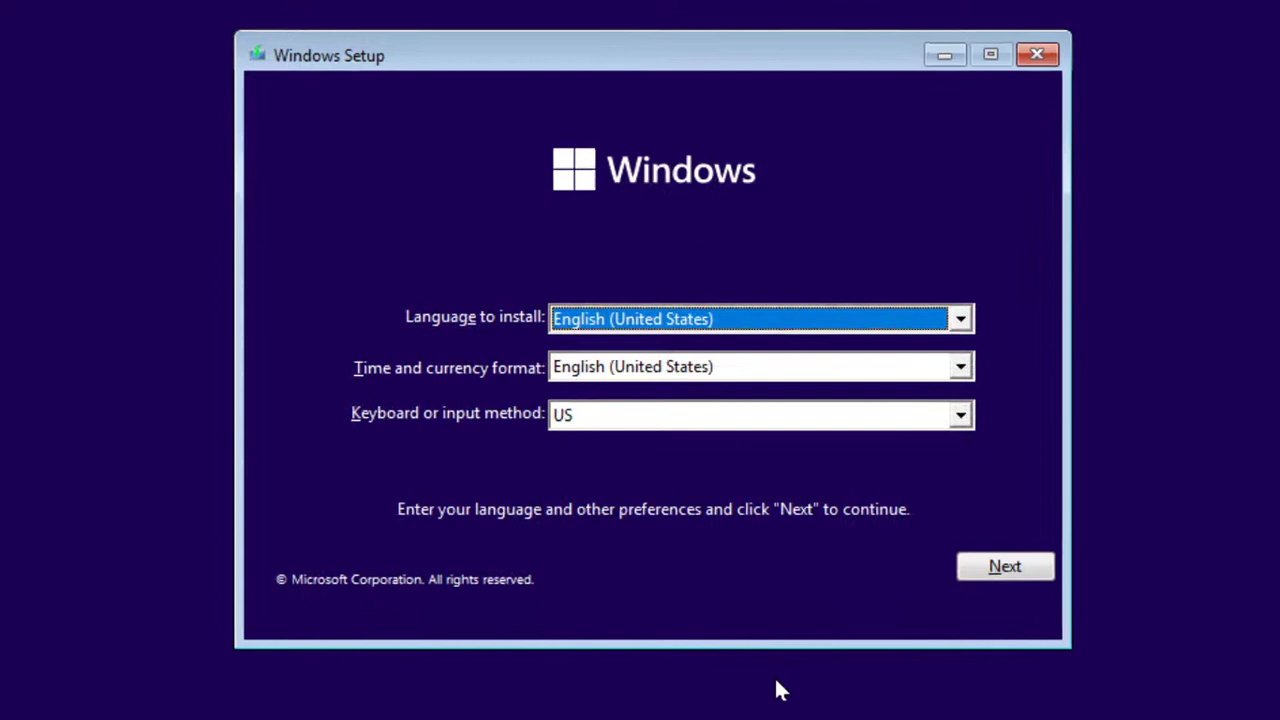 Windows Setup
Windows
Language to install: English (United States)
Time and currency format: English (United States)
Keyboard or input method: US
Enter your language and other preferences and click "Next" to continue.
Next
© Microsoft Corporation. All rights reserved.